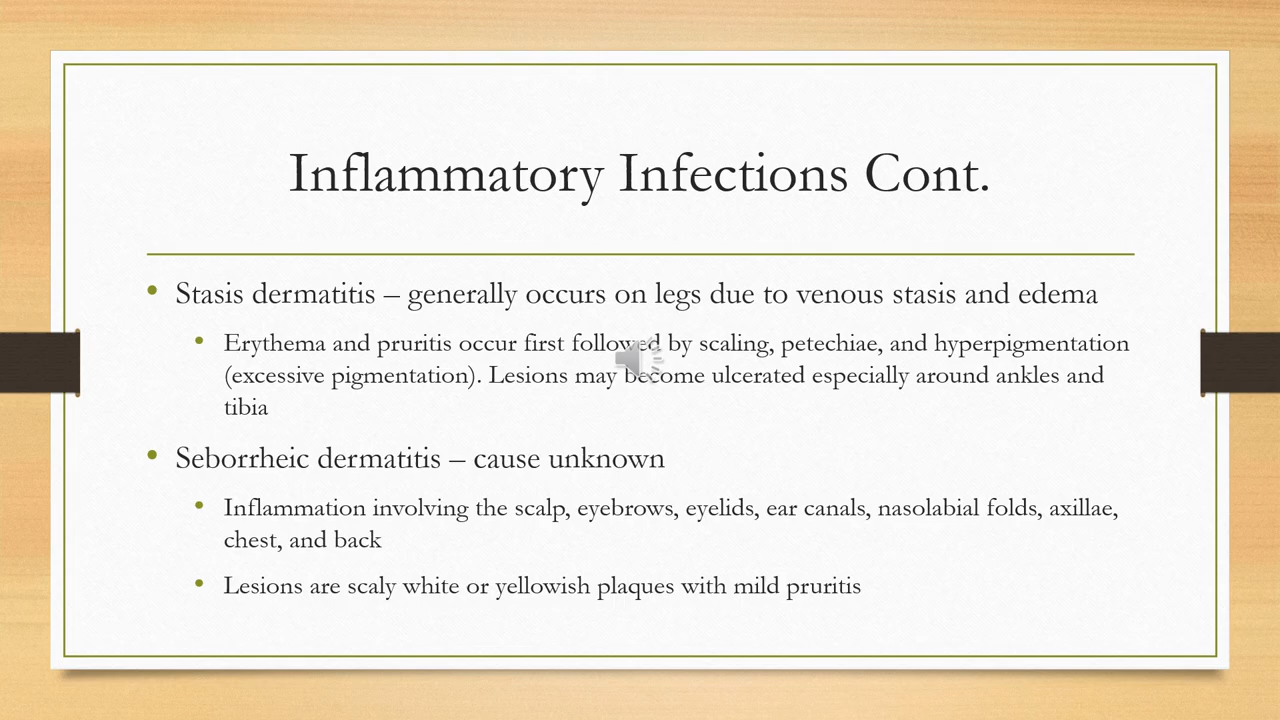 Inflammatory Infections Cont.
• Stasis dermatitis – generally occurs on legs due to venous stasis and edema
• Erythema and pruritis occur first followed by scaling, petechiae, and hyperpigmentation
(excessive pigmentation). Lesions may become ulcerated especially around ankles and
tibia
• Seborrheic dermatitis – cause unknown
• Inflammation involving the scalp, eyebrows, eyelids, ear canals, nasolabial folds, axillae,
chest, and back
• Lesions are scaly white or yellowish plaques with mild pruritis